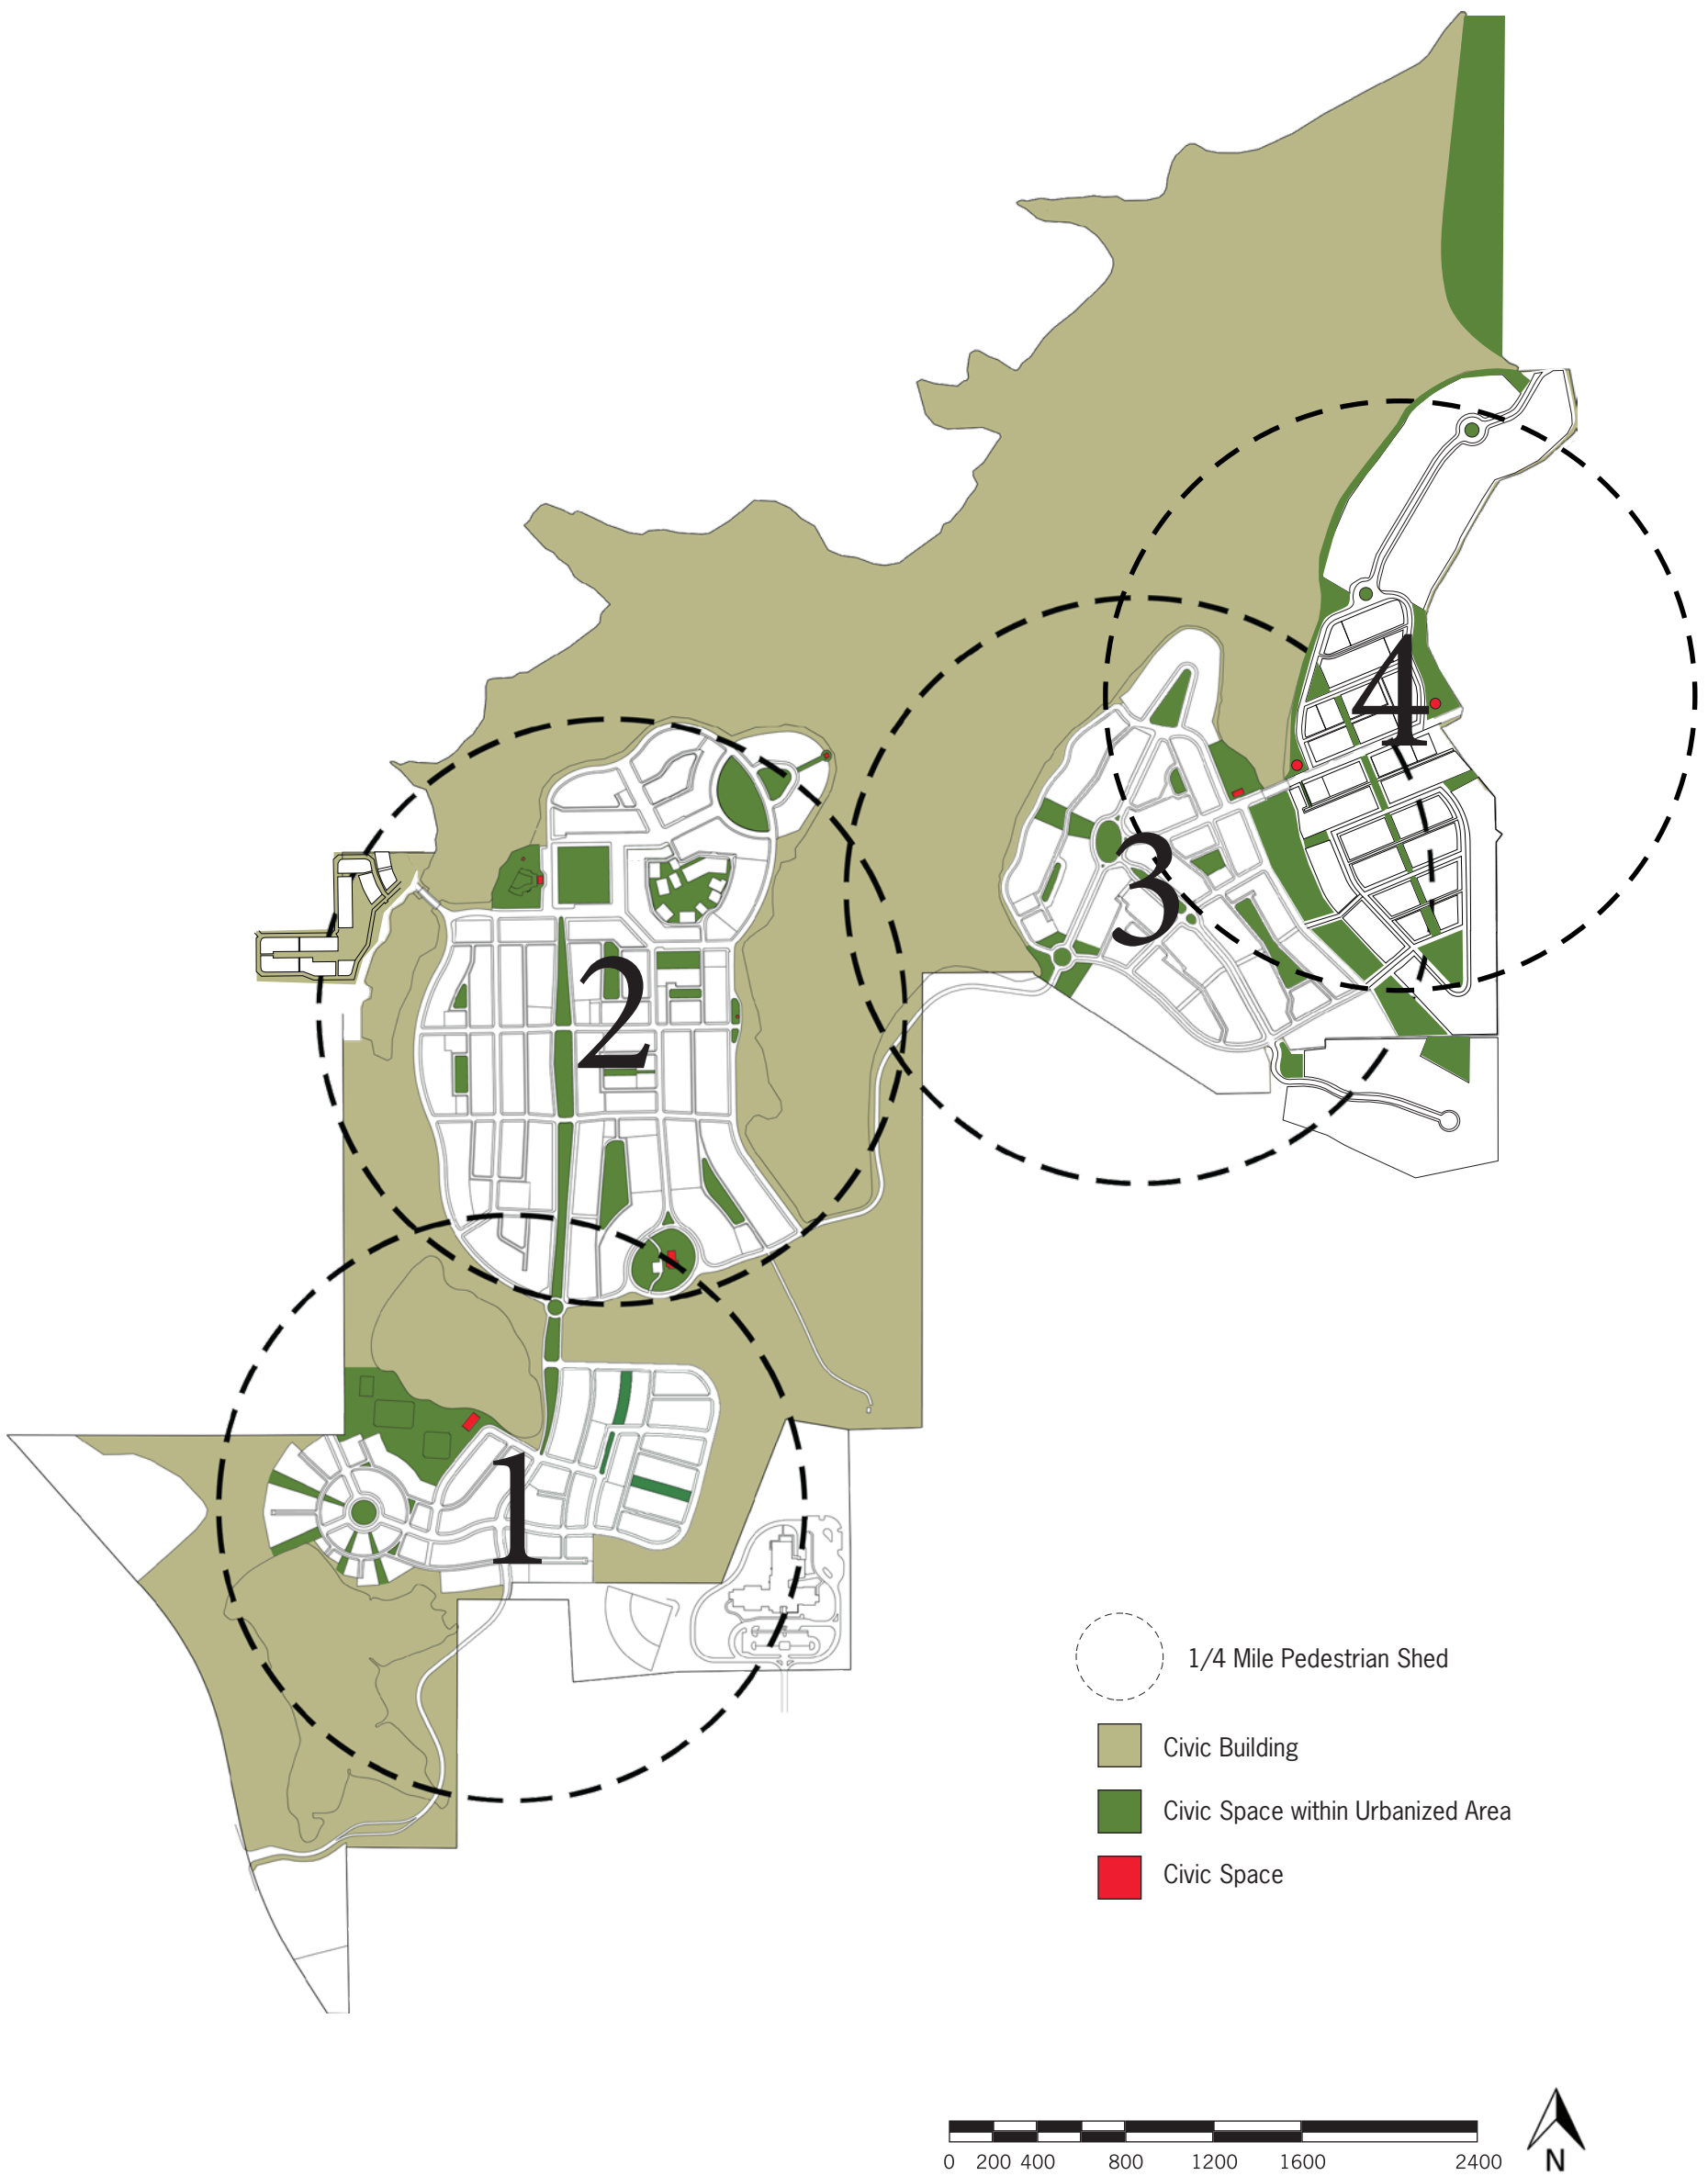 4
3
2
1
1/4 Mile Pedestrian Shed
Civic Building
Civic Space within Urbanized Area
Civic Space
0 200 400 800 1200 1600 2400
N